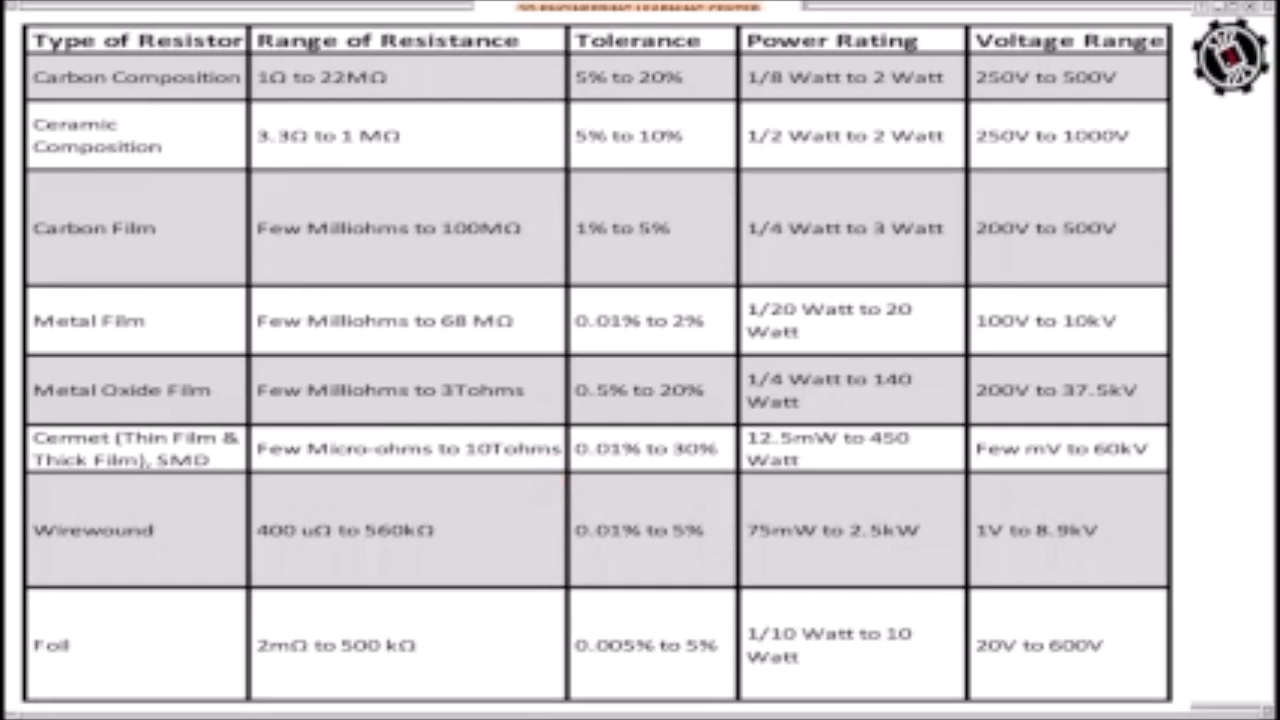 3D ENGINEERING LEARNING CENTER
Type of Resistor Range of Resistance Tolerance Power Rating Voltage Range
Carbon Composition 1Ω to 22MΩ 5% to 20% 1/8 Watt to 2 Watt 250V to 500V
Ceramic
Composition 3.3Ω to 1 MΩ 5% to 10% 1/2 Watt to 2 Watt 250V to 1000V
Carbon Film Few Milliohms to 100MΩ 1% to 5% 1/4 Watt to 3 Watt 200V to 500V
Metal Film Few Milliohms to 68 MΩ 0.01% to 2% 1/20 Watt to 20
Watt 100V to 10kV
Metal Oxide Film Few Milliohms to 3Tohms 0.5% to 20% 1/4 Watt to 140
Watt 200V to 37.5kV
Cermet (Thin Film &
Thick Film), SMD Few Micro-ohms to 10Tohms 0.01% to 30% 12.5mW to 450
Watt Few mV to 60kV
Wirewound 400 uΩ to 560kΩ 0.01% to 5% 75mW to 2.5kW 1V to 8.9kV
Foil 2mΩ to 500 kΩ 0.005% to 5% 1/10 Watt to 10
Watt 20V to 600V